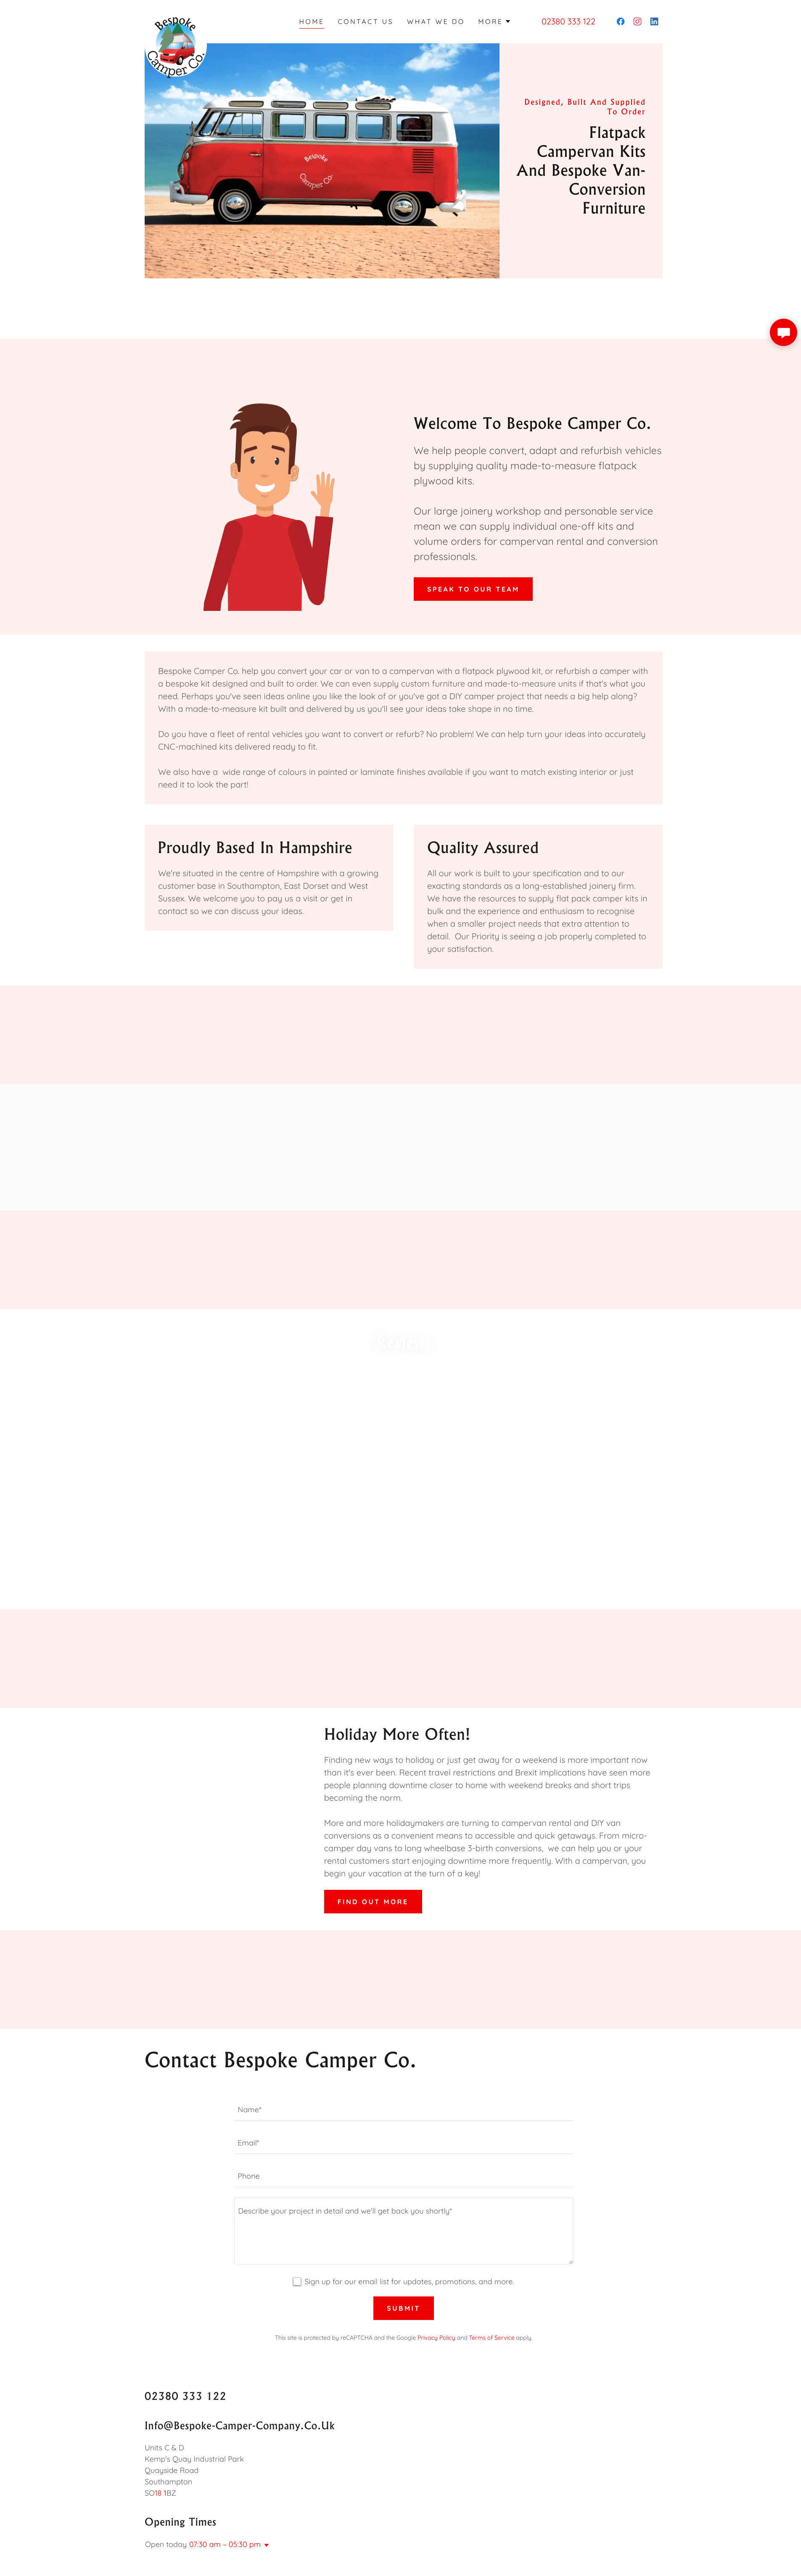 Bespoke
Camper Co.
HOME
CONTACT US
WHAT WE DO
MORE
02380 333 122
Bespoke
Camper Co.
Designed, Built And Supplied
To Order
Flatpack
Campervan Kits
And Bespoke Van-
Conversion
Furniture
Welcome To Bespoke Camper Co.
We help people convert, adapt and refurbish vehicles
by supplying quality made-to-measure flatpack
plywood kits.
Our large joinery workshop and personable service
mean we can supply individual one-off kits and
volume orders for campervan rental and conversion
professionals.
SPEAK TO OUR TEAM
Bespoke Camper Co. help you convert your car or van to a campervan with a flatpack plywood kit, or refurbish a camper with
a bespoke kit designed and built to order. We can even supply custom furniture and made-to-measure units if that's what you
need. Perhaps you've seen ideas online you like the look of or you've got a DIY camper project that needs a big help along?
With a made-to-measure kit built and delivered by us you'll see your ideas take shape in no time.
Do you have a fleet of rental vehicles you want to convert or refurb? No problem! We can help turn your ideas into accurately
CNC-machined kits delivered ready to fit.
We also have a wide range of colours in painted or laminate finishes available if you want to match existing interior or just
need it to look the part!
Proudly Based In Hampshire
We're situated in the centre of Hampshire with a growing
customer base in Southampton, East Dorset and West
Sussex. We welcome you to pay us a visit or get in
contact so we can discuss your ideas.
Quality Assured
All our work is built to your specification and to our
exacting standards as a long-established joinery firm.
We have the resources to supply flat pack camper kits in
bulk and the experience and enthusiasm to recognise
when a smaller project needs that extra attention to
detail. Our Priority is seeing a job properly completed to
your satisfaction.
Holiday More Often!
Finding new ways to holiday or just get away for a weekend is more important now
than it's ever been. Recent travel restrictions and Brexit implications have seen more
people planning downtime closer to home with weekend breaks and short trips
becoming the norm.
More and more holidaymakers are turning to campervan rental and DIY van
conversions as a convenient means to accessible and quick getaways. From micro-
camper day vans to long wheelbase 3-birth conversions, we can help you or your
rental customers start enjoying downtime more frequently. With a campervan, you
begin your vacation at the turn of a key!
FIND OUT MORE
Contact Bespoke Camper Co.
Name*
Email*
Phone
Describe your project in detail and we'll get back you shortly*
Sign up for our email list for updates, promotions, and more.
SUBMIT
This site is protected by reCAPTCHA and the Google Privacy Policy and Terms of Service apply
02380 333 122
Info@Bespoke-Camper-Company.Co.Uk
Units C & D
Kemp's Quay Industrial Park
Quayside Road
Southampton
SO18 1BZ
Opening Times
Open today 07:30 am – 05:30 pm